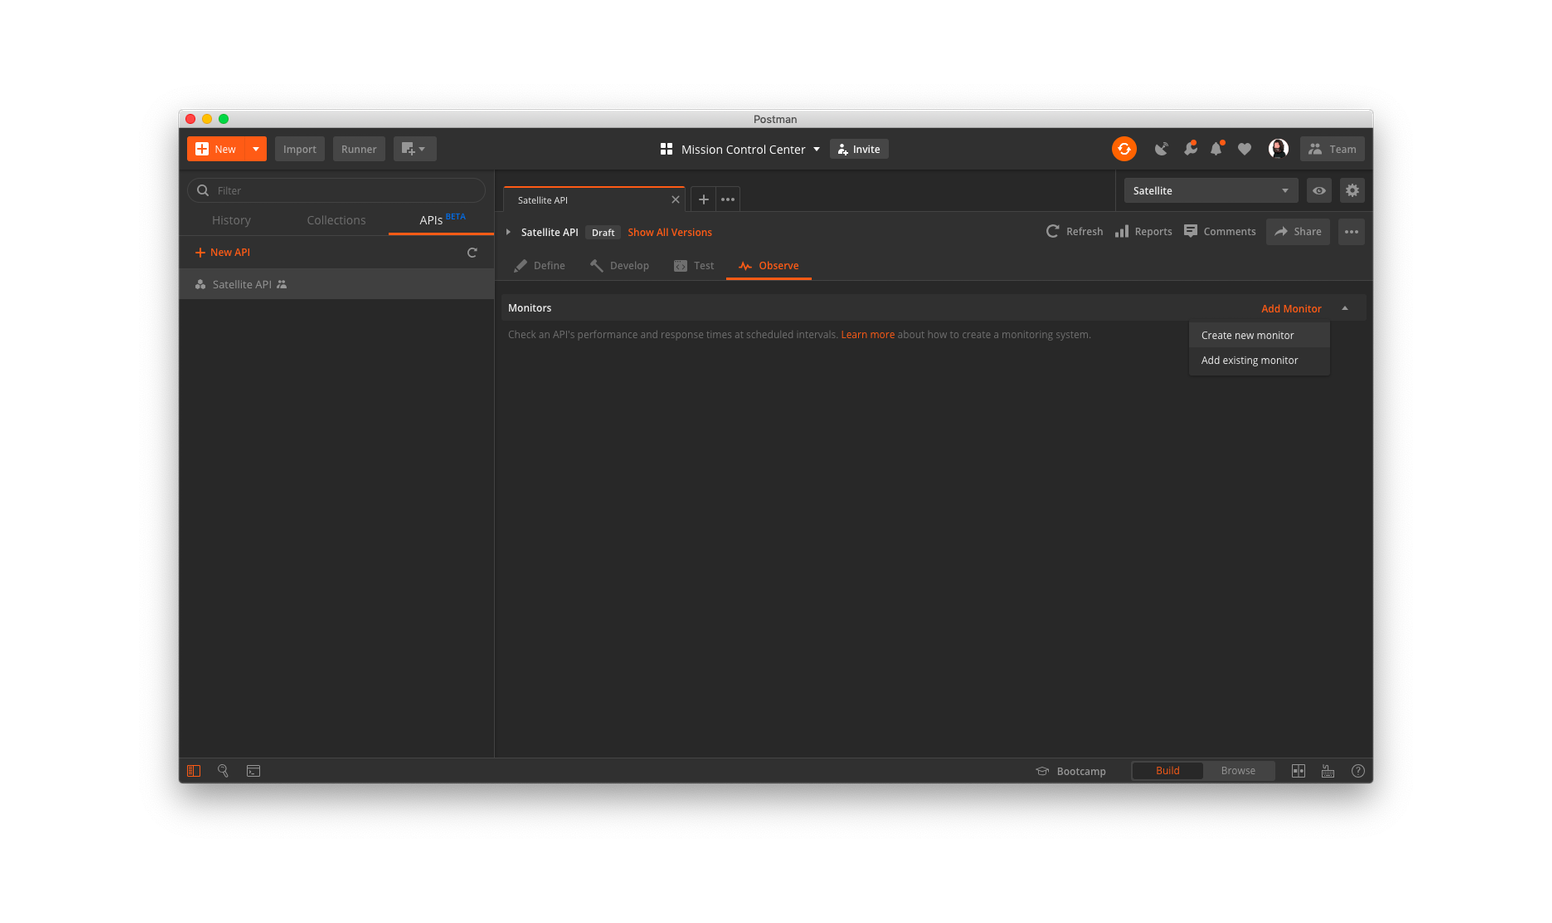 Postman
New
Import
Runner
Mission Control Center
Invite
Team
Filter
History
Collections
APIs BETA
New API
Satellite API
Satellite API
Satellite
Satellite API
Draft
Show All Versions
Refresh
Reports
Comments
Share
Define
Develop
Test
Observe
Monitors
Add Monitor
Check an API's performance and response times at scheduled intervals. Learn more about how to create a monitoring system.
Create new monitor
Add existing monitor
Bootcamp
Build
Browse